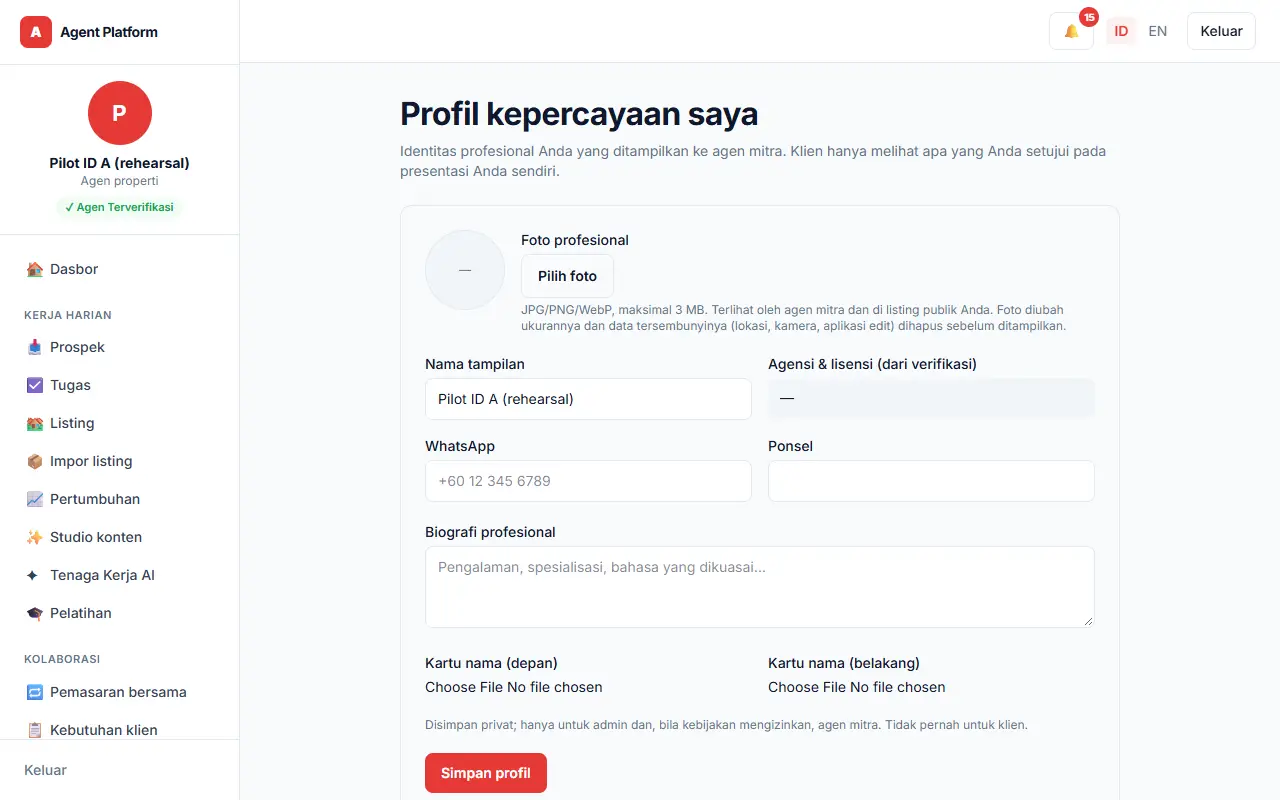 A Agent Platform
15
ID EN Keluar
P
Pilot ID A (rehearsal)
Agen properti
✓ Agen Terverifikasi
Dasbor
KERJA HARIAN
Prospek
Tugas
Listing
Impor listing
Pertumbuhan
Studio konten
Tenaga Kerja AI
Pelatihan
KOLABORASI
Pemasaran bersama
Kebutuhan klien
Keluar
Profil kepercayaan saya
Identitas profesional Anda yang ditampilkan ke agen mitra. Klien hanya melihat apa yang Anda setujui pada
presentasi Anda sendiri.
—
Foto profesional
Pilih foto
JPG/PNG/WebP, maksimal 3 MB. Terlihat oleh agen mitra dan di listing publik Anda. Foto diubah
ukurannya dan data tersembunyinya (lokasi, kamera, aplikasi edit) dihapus sebelum ditampilkan.
Nama tampilan
Pilot ID A (rehearsal)
Agensi & lisensi (dari verifikasi)
—
WhatsApp
+60 12 345 6789
Ponsel
Biografi profesional
Pengalaman, spesialisasi, bahasa yang dikuasai...
Kartu nama (depan)
Choose File No file chosen
Kartu nama (belakang)
Choose File No file chosen
Disimpan privat; hanya untuk admin dan, bila kebijakan mengizinkan, agen mitra. Tidak pernah untuk klien.
Simpan profil